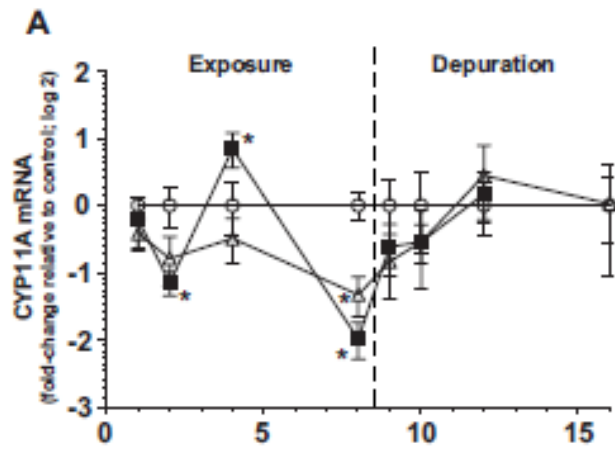 A
Exposure Depuration
CYP11A mRNA
(fold-change relative to control; log 2)
2
1
0
-1
-2
-3
*
*
*
*
0 5 10 15